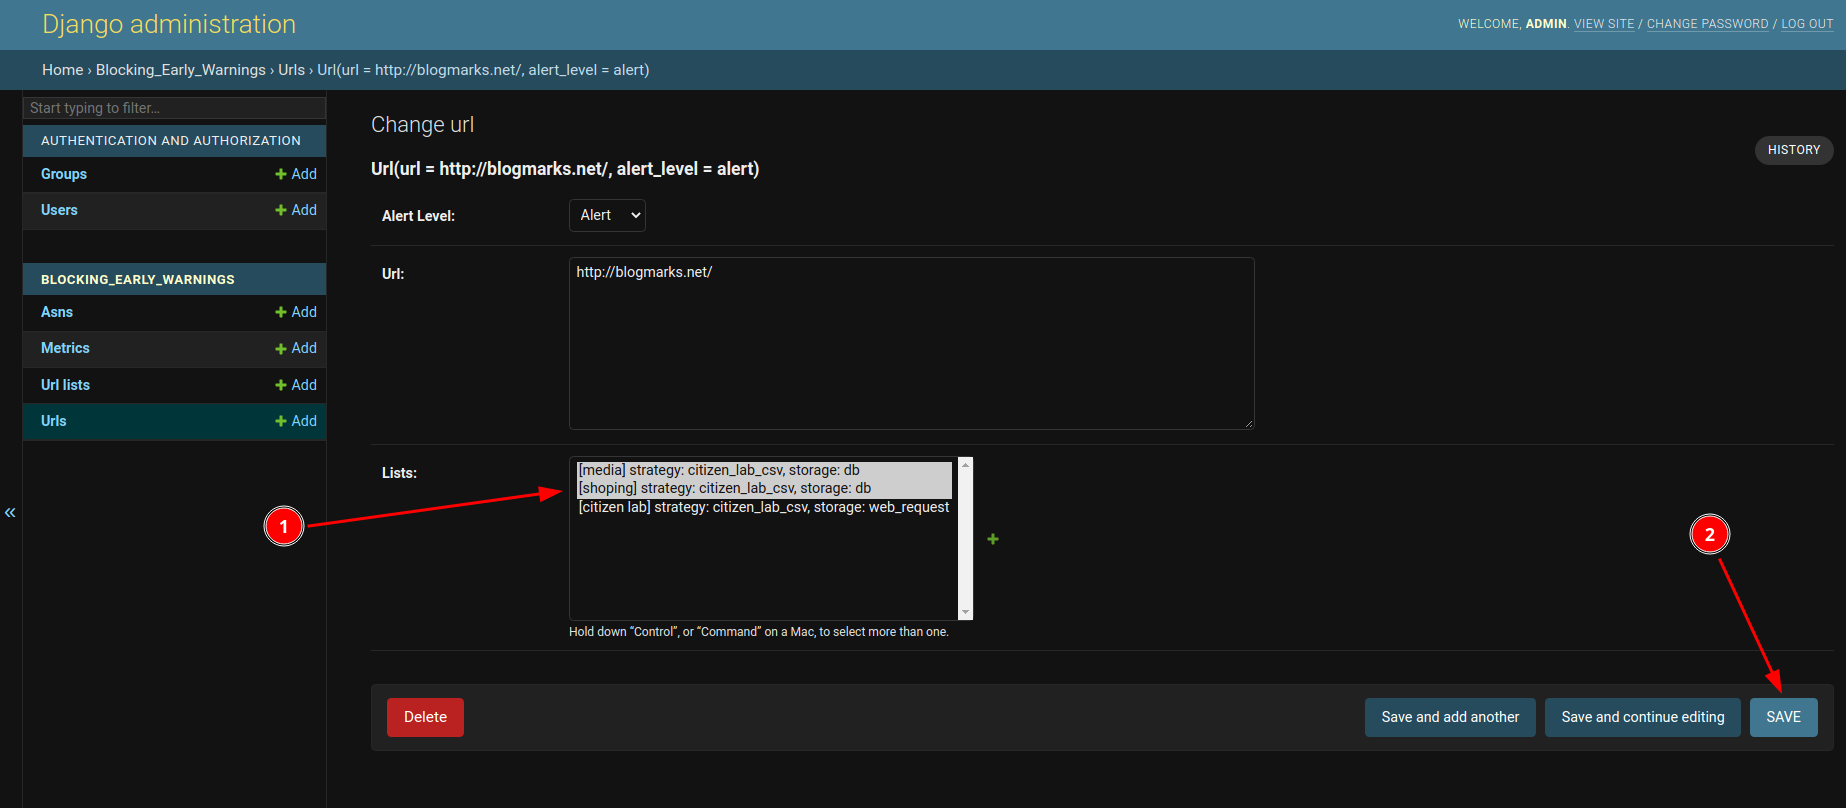 Django administration
WELCOME, ADMIN. VIEW SITE / CHANGE PASSWORD / LOG OUT
Home › Blocking_Early_Warnings › Urls › Url(url = http://blogmarks.net/, alert_level = alert)
Start typing to filter...
AUTHENTICATION AND AUTHORIZATION
Groups + Add
Users + Add
BLOCKING_EARLY_WARNINGS
Asns + Add
Metrics + Add
Url lists + Add
Urls + Add
«
Change url
HISTORY
Url(url = http://blogmarks.net/, alert_level = alert)
Alert Level: Alert
Url: http://blogmarks.net/
Lists:
[media] strategy: citizen_lab_csv, storage: db
[shoping] strategy: citizen_lab_csv, storage: db
[citizen lab] strategy: citizen_lab_csv, storage: web_request
1
2
Hold down “Control”, or “Command” on a Mac, to select more than one.
Delete
Save and add another
Save and continue editing
SAVE